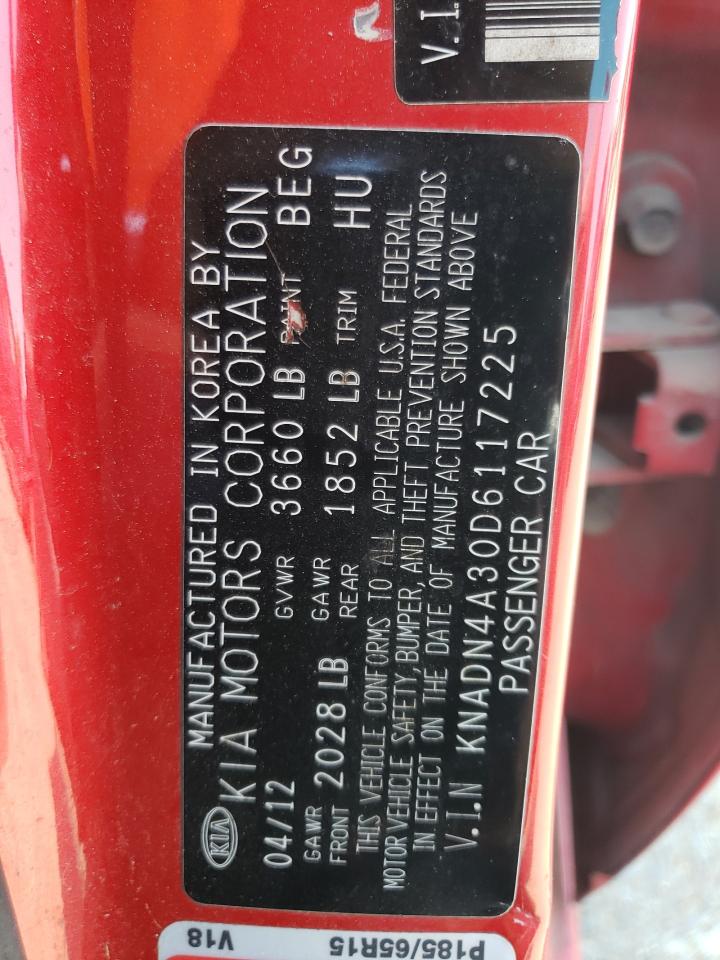 V.I.
KIA
MANUFACTURED IN KOREA BY
KIA MOTORS CORPORATION
04/12 GVWR 3660 LB PAINT BEG
GAWR FRONT 2028 LB GAWR REAR 1852 LB TRIM HU
THIS VEHICLE CONFORMS TO ALL APPLICABLE U.S.A. FEDERAL
MOTOR VEHICLE SAFETY, BUMPER, AND THEFT PREVENTION STANDARDS
IN EFFECT ON THE DATE OF MANUFACTURE SHOWN ABOVE
V.I.N KNADN4A30D6117225
PASSENGER CAR
V18
P185/65R15